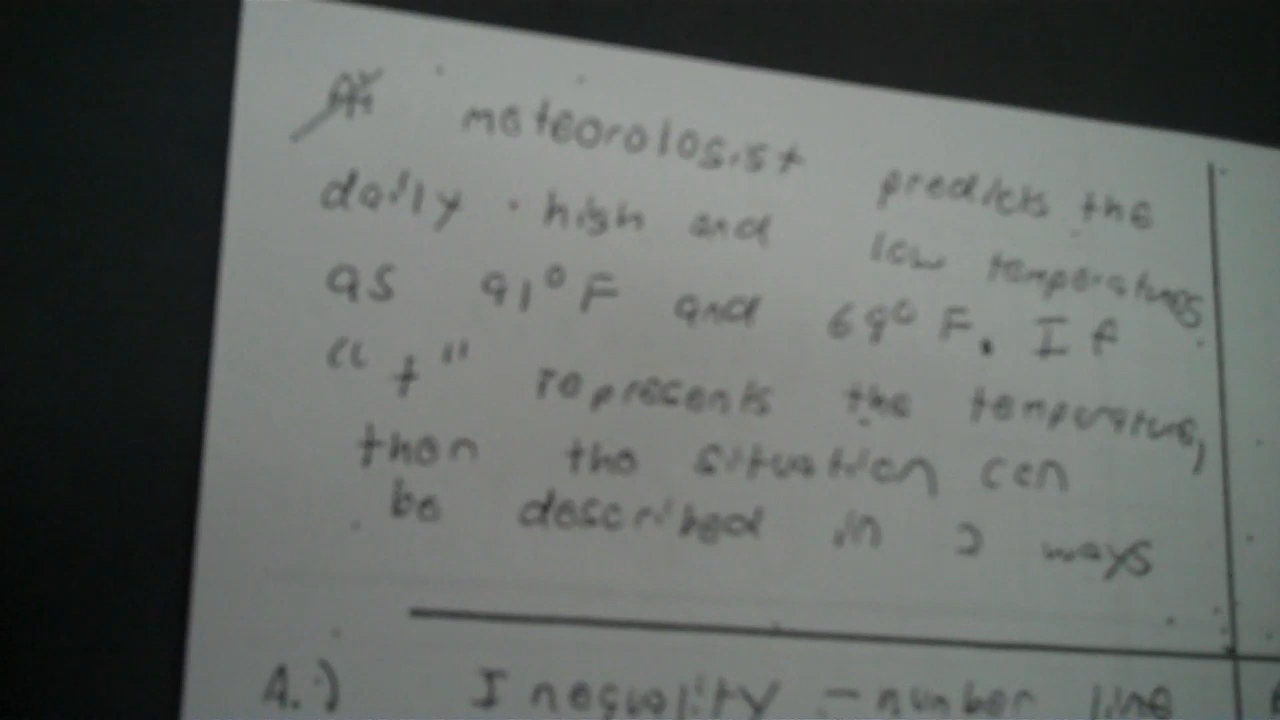 meteorologist predicts the
daily high and low temperatures
as 91°F and 69°F. If
"t" represents the temperature,
then the situation can
be described in 2 ways
A.) Inequality - number line